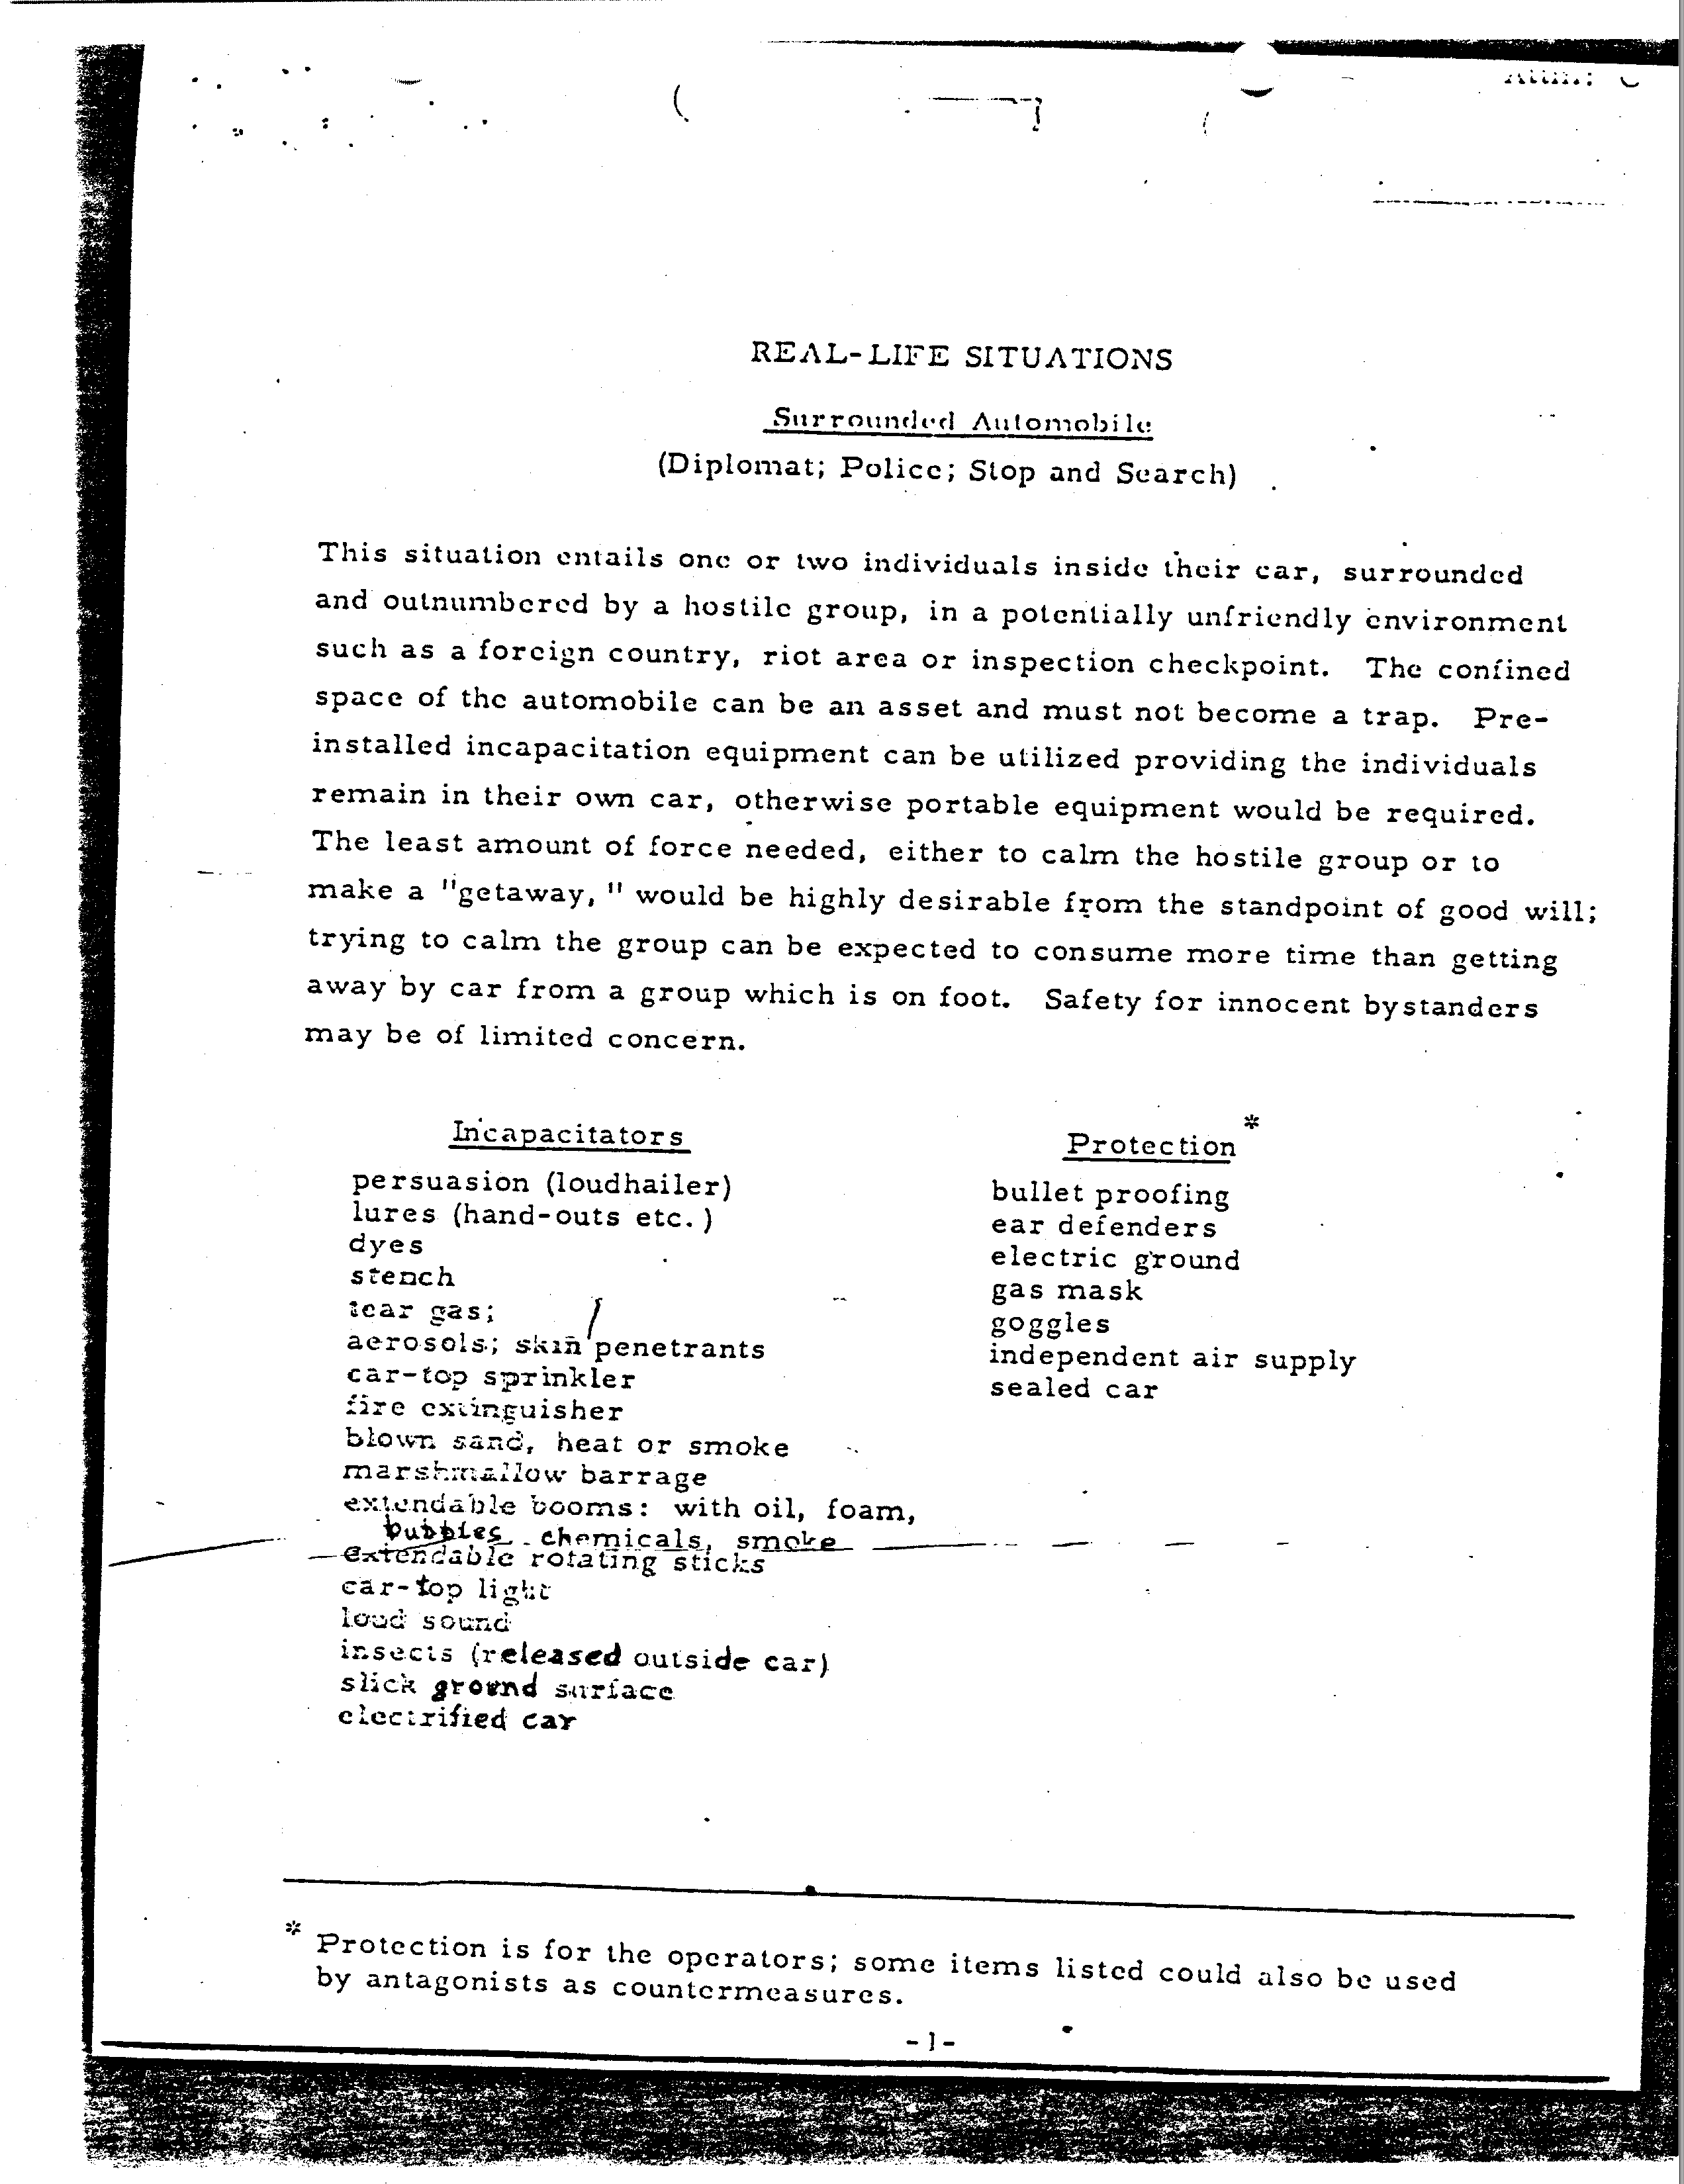 REAL-LIFE SITUATIONS
Surrounded Automobile
(Diplomat; Police; Stop and Search)
This situation entails one or two individuals inside their car, surrounded
and outnumbered by a hostile group, in a potentially unfriendly environment
such as a foreign country, riot area or inspection checkpoint. The confined
space of the automobile can be an asset and must not become a trap. Pre-
installed incapacitation equipment can be utilized providing the individuals
remain in their own car, otherwise portable equipment would be required.
The least amount of force needed, either to calm the hostile group or to
make a "getaway," would be highly desirable from the standpoint of good will;
trying to calm the group can be expected to consume more time than getting
away by car from a group which is on foot. Safety for innocent bystanders
may be of limited concern.
Incapacitators
persuasion (loudhailer)
lures (hand-outs etc.)
dyes
stench
tear gas;
aerosols; skin penetrants
car-top sprinkler
fire extinguisher
blown sand, heat or smoke
marshmallow barrage
extendable booms: with oil, foam,
bubbles, chemicals, smoke
extendable rotating sticks
car-top light
loud sound
insects (released outside car)
slick ground surface
electrified car
Protection *
bullet proofing
ear defenders
electric ground
gas mask
goggles
independent air supply
sealed car
* Protection is for the operators; some items listed could also be used
by antagonists as countermeasures.
-1-